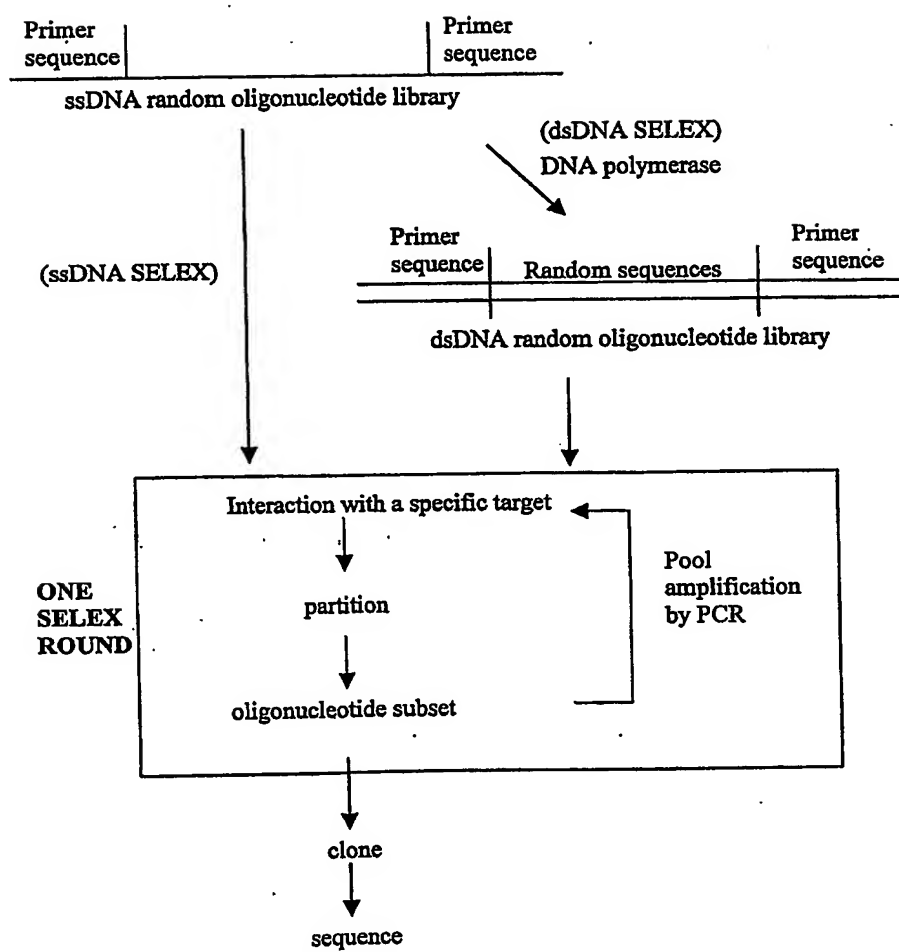 Primer
sequence
Primer
sequence
ssDNA random oligonucleotide library
(dsDNA SELEX)
DNA polymerase
(ssDNA SELEX)
Primer
sequence
Random sequences
Primer
sequence
dsDNA random oligonucleotide library
Interaction with a specific target
Pool
amplification
by PCR
ONE
SELEX
ROUND
partition
oligonucleotide subset
clone
sequence